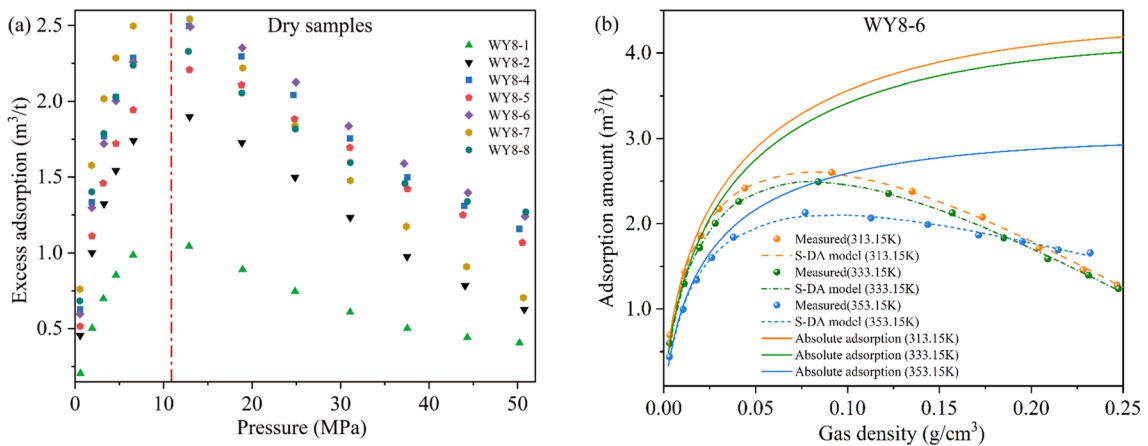 (a)
Dry samples
Excess adsorption (m³/t)
2.5
2.0
1.5
1.0
0.5
WY8-1
WY8-2
WY8-4
WY8-5
WY8-6
WY8-7
WY8-8
0
10
20
30
40
50
Pressure (MPa)
(b)
WY8-6
Adsorption amount (m³/t)
4.0
3.0
2.0
1.0
Measured(313.15K)
S-DA model (313.15K)
Measured(333.15K)
S-DA model (333.15K)
Measured(353.15K)
S-DA model (353.15K)
Absolute adsorption (313.15K)
Absolute adsorption (333.15K)
Absolute adsorption (353.15K)
0.00
0.05
0.10
0.15
0.20
0.25
Gas density (g/cm³)